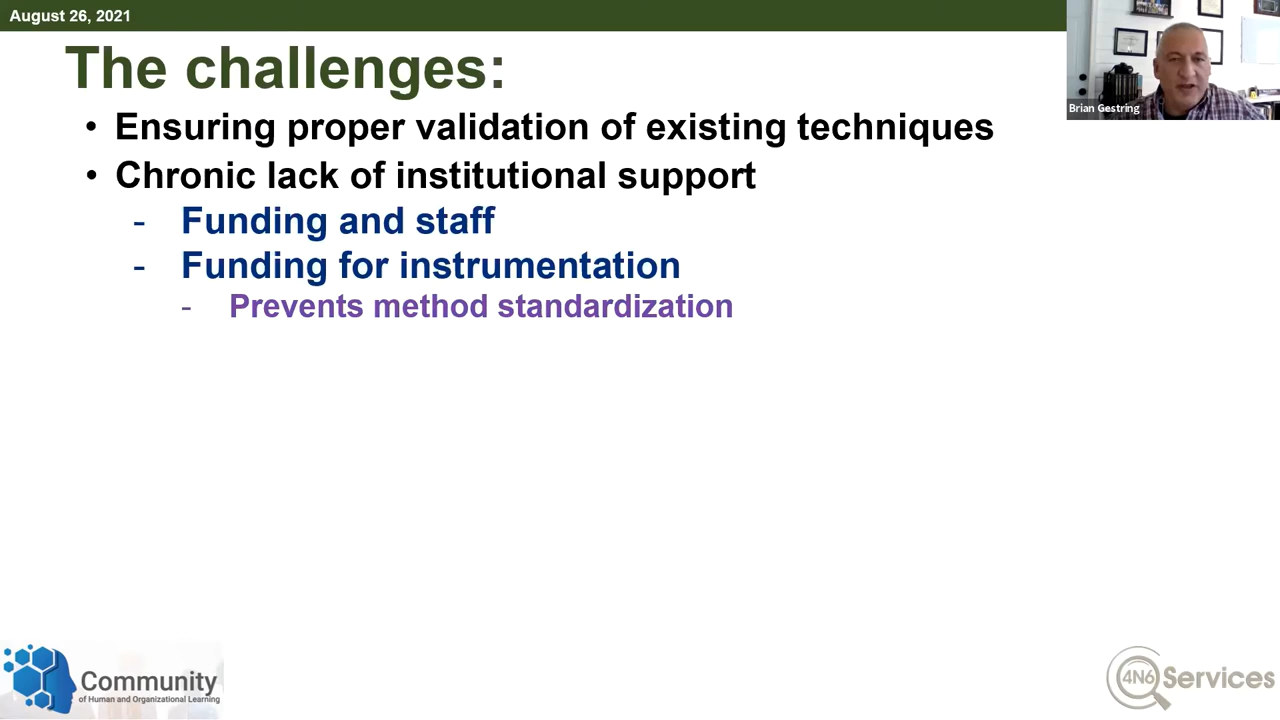 August 26, 2021
The challenges:
Brian Gestring
• Ensuring proper validation of existing techniques
• Chronic lack of institutional support
- Funding and staff
- Funding for instrumentation
- Prevents method standardization
Community
of Human and Organizational Learning
4N6 Services